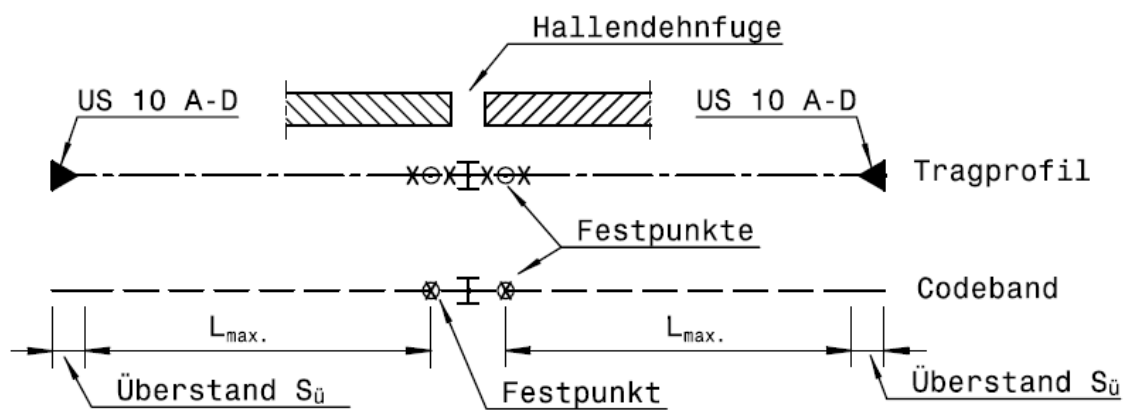 Hallendehnfuge
US 10 A-D
US 10 A-D
Tragprofil
Festpunkte
Codeband
Lmax.
Lmax.
Überstand Sü
Festpunkt
Überstand Sü